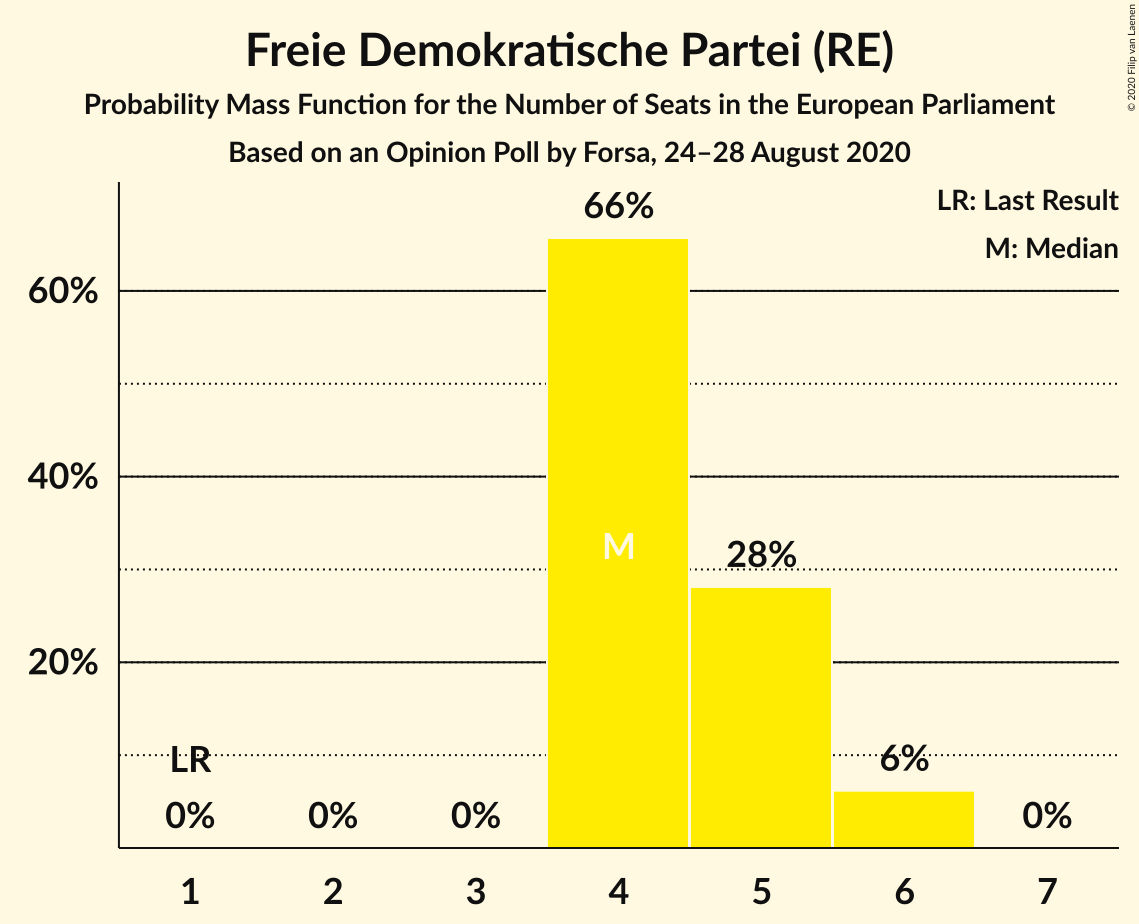 Freie Demokratische Partei (RE)
Probability Mass Function for the Number of Seats in the European Parliament
Based on an Opinion Poll by Forsa, 24–28 August 2020
© 2020 Filip van Laenen
LR: Last Result
M: Median
66%
60%
40%
M
28%
20%
LR
6%
0%
0%
0%
0%
1 2 3 4 5 6 7